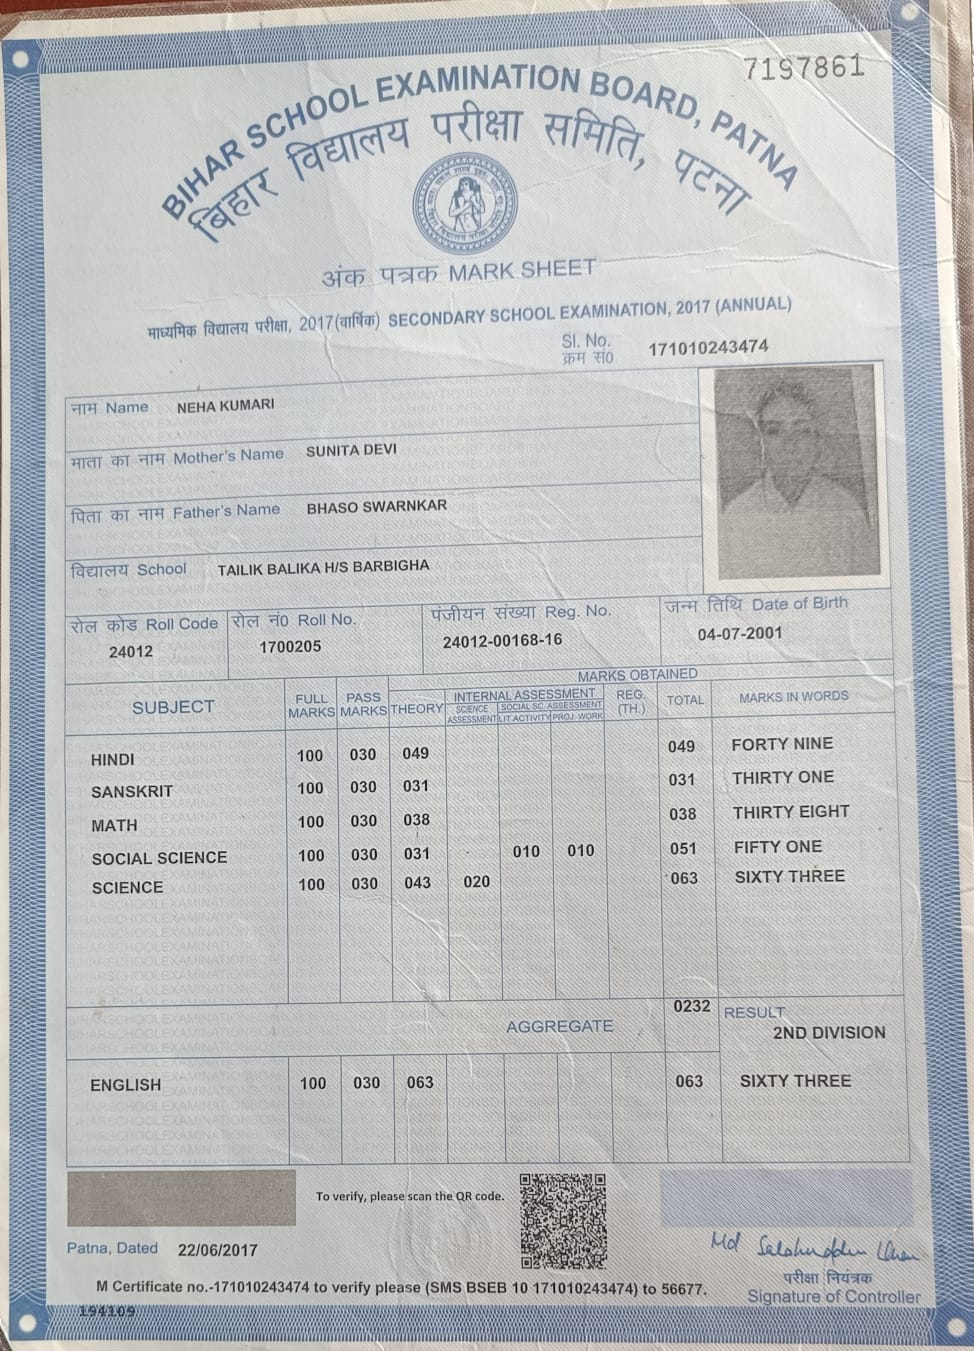 7197861
BIHAR SCHOOL EXAMINATION BOARD, PATNA
बिहार विद्यालय परीक्षा समिति, पटना
अंक पत्रक MARK SHEET
माध्यमिक विद्यालय परीक्षा, 2017(वार्षिक) SECONDARY SCHOOL EXAMINATION, 2017 (ANNUAL)
Sl. No.
क्रम सं0 171010243474
नाम Name NEHA KUMARI
माता का नाम Mother's Name SUNITA DEVI
पिता का नाम Father's Name BHASO SWARNKAR
विद्यालय School TAILIK BALIKA H/S BARBIGHA
रोल कोड Roll Code रोल नं0 Roll No. पंजीयन संख्या Reg. No. जन्म तिथि Date of Birth
24012 1700205 24012-00168-16 04-07-2001
MARKS OBTAINED
SUBJECT FULL MARKS PASS MARKS THEORY INTERNAL ASSESSMENT REG. (TH.) TOTAL MARKS IN WORDS
SCIENCE ASSESSMENT SOCIAL SC. ASSESSMENT
LIT ACTIVITY PROJ. WORK
HINDI 100 030 049 049 FORTY NINE
SANSKRIT 100 030 031 031 THIRTY ONE
MATH 100 030 038 038 THIRTY EIGHT
SOCIAL SCIENCE 100 030 031 010 010 051 FIFTY ONE
SCIENCE 100 030 043 020 063 SIXTY THREE
AGGREGATE 0232 RESULT
2ND DIVISION
ENGLISH 100 030 063 063 SIXTY THREE
To verify, please scan the QR code.
Patna, Dated 22/06/2017
Md Salahuddin Khan
परीक्षा नियंत्रक
Signature of Controller
M Certificate no.-171010243474 to verify please (SMS BSEB 10 171010243474) to 56677.
194109